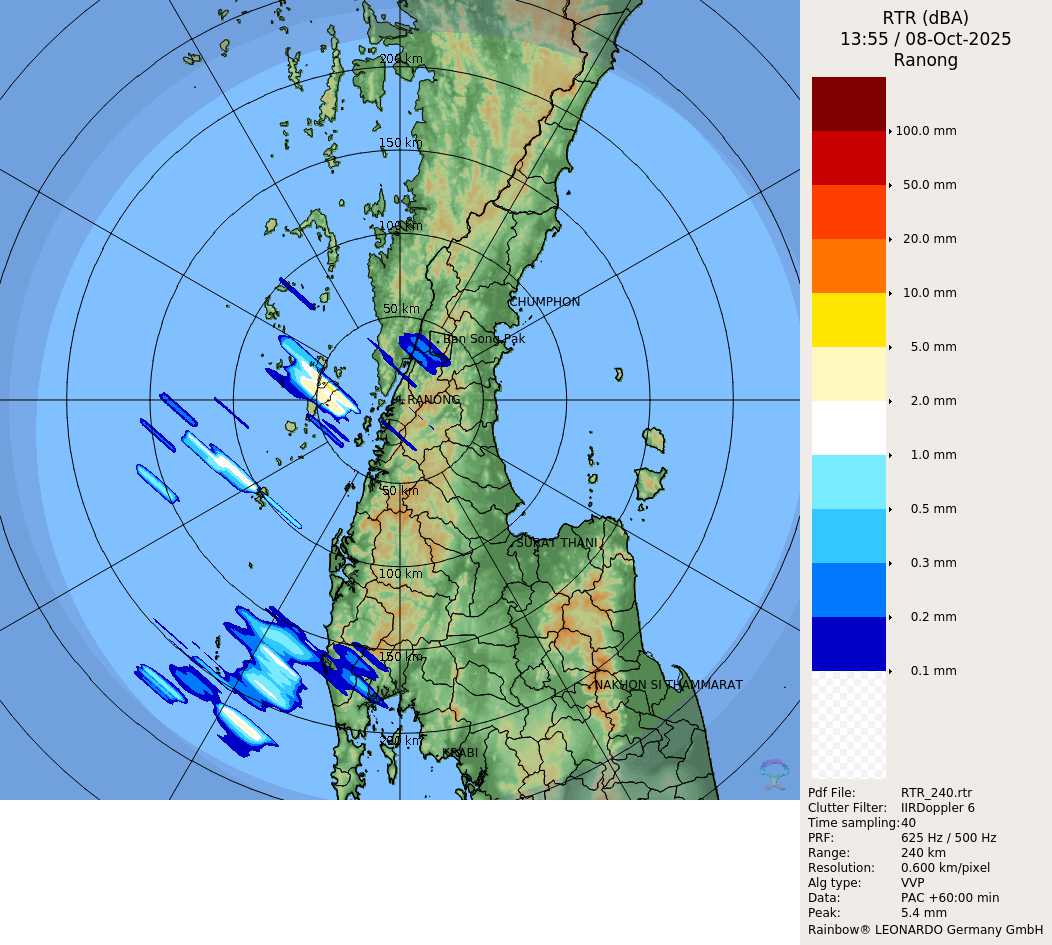 RTR (dBA)
13:55 / 08-Oct-2025
Ranong
200 km
150 km
100 km
50 km
CHUMPHON
Ban Song Pak
RANONG
50 km
SURAT THANI
100 km
150 km
NAKHON SI THAMMARAT
200 km
KRABI
100.0 mm
50.0 mm
20.0 mm
10.0 mm
5.0 mm
2.0 mm
1.0 mm
0.5 mm
0.3 mm
0.2 mm
0.1 mm
Pdf File: RTR_240.rtr
Clutter Filter: IIRDoppler 6
Time sampling:40
PRF: 625 Hz / 500 Hz
Range: 240 km
Resolution: 0.600 km/pixel
Alg type: VVP
Data: PAC +60:00 min
Peak: 5.4 mm
Rainbow® LEONARDO Germany GmbH